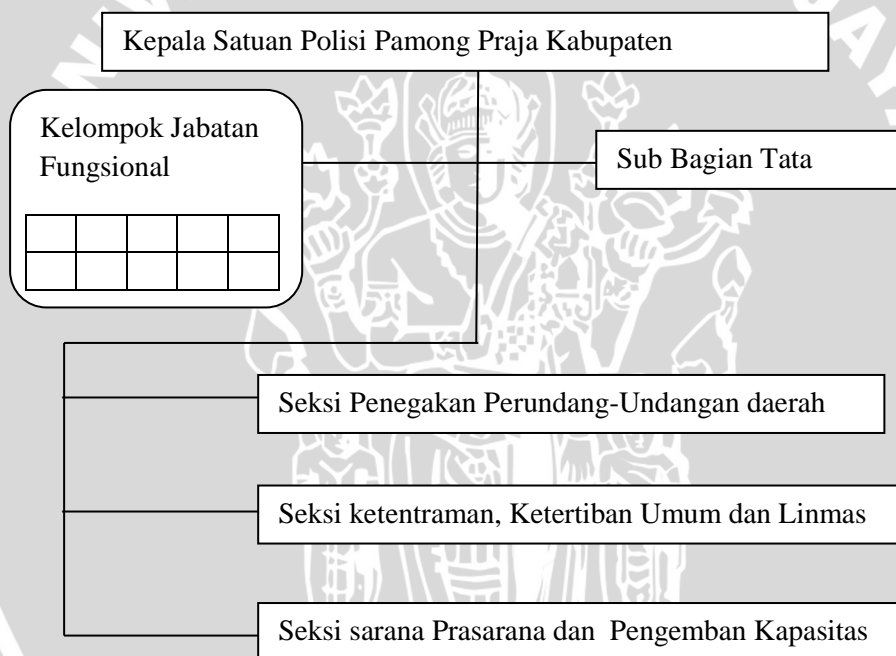 Kepala Satuan Polisi Pamong Praja Kabupaten
Kelompok Jabatan
Fungsional
Sub Bagian Tata
Seksi Penegakan Perundang-Undangan daerah
Seksi ketentraman, Ketertiban Umum dan Linmas
Seksi sarana Prasarana dan Pengemban Kapasitas